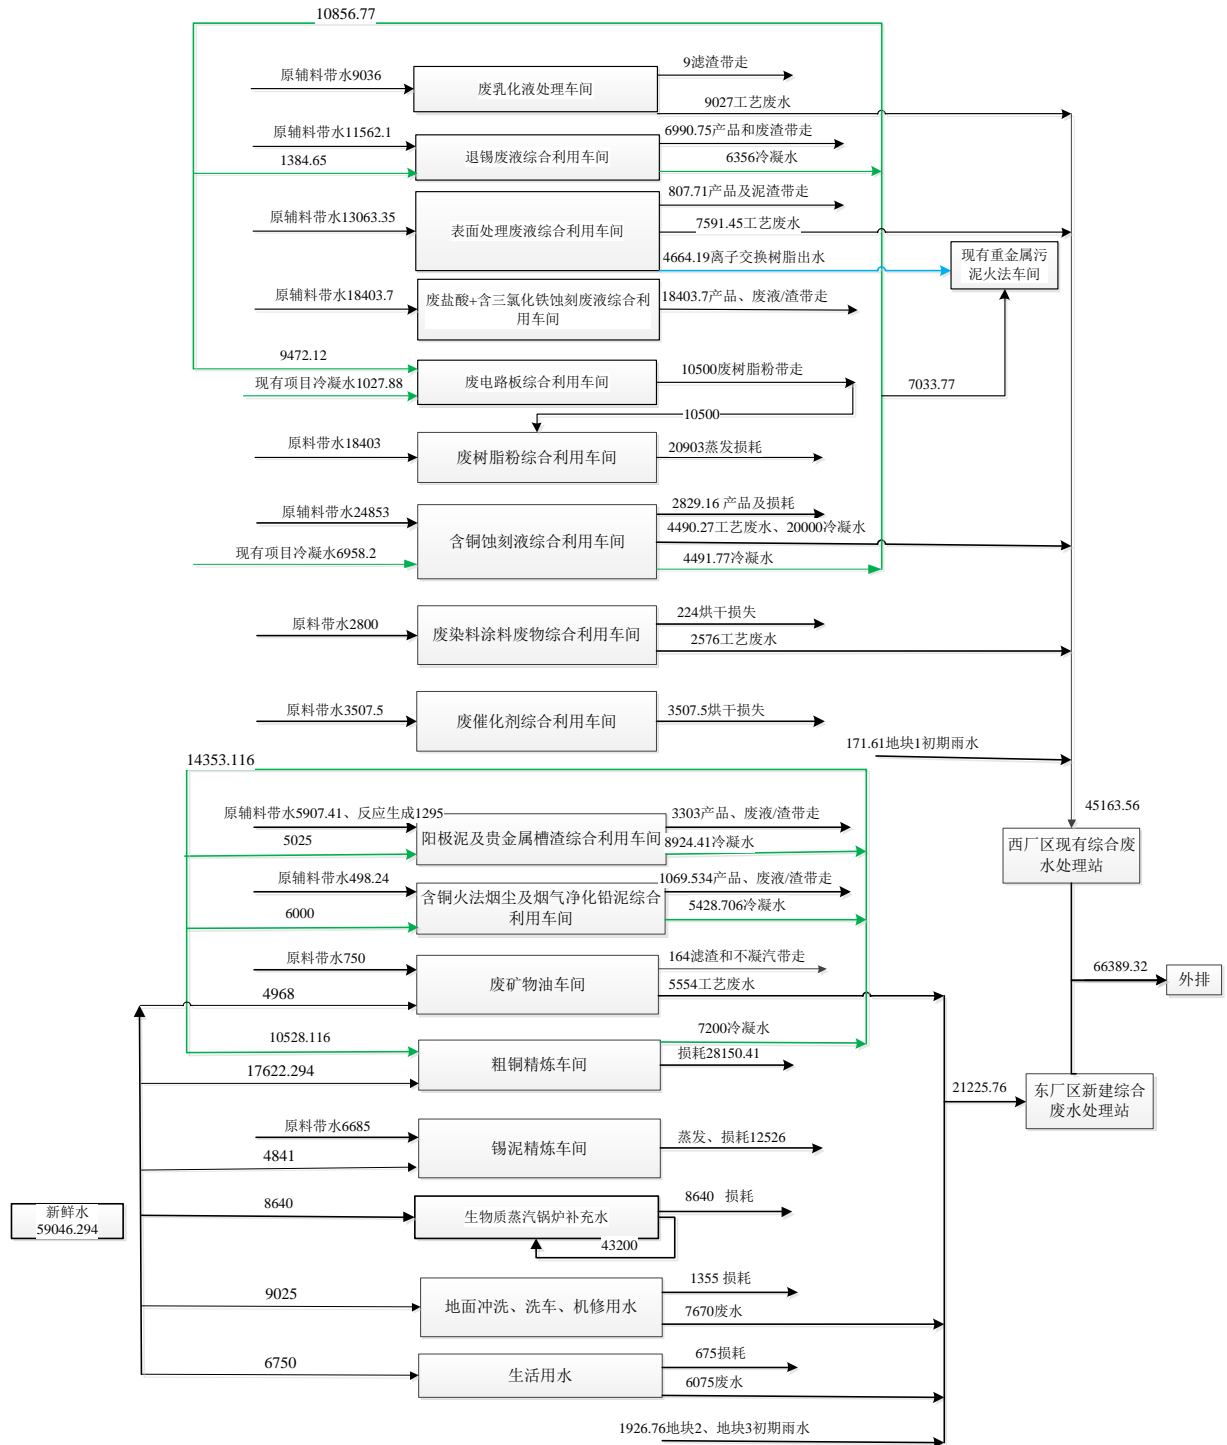 10856.77
原辅料带水9036
废乳化液处理车间
9滤渣带走
9027工艺废水
原辅料带水11562.1
1384.65
退锡废液综合利用车间
6990.75产品和废渣带走
6356冷凝水
原辅料带水13063.35
表面处理废液综合利用车间
807.71产品及泥渣带走
7591.45工艺废水
4664.19离子交换树脂出水
现有重金属污
泥火法车间
原辅料带水18403.7
废盐酸+含三氯化铁蚀刻废液综合利
用车间
18403.7产品、废液/渣带走
9472.12
现有项目冷凝水1027.88
废电路板综合利用车间
10500废树脂粉带走
7033.77
10500
原料带水18403
废树脂粉综合利用车间
20903蒸发损耗
原辅料带水24853
现有项目冷凝水6958.2
含铜蚀刻液综合利用车间
2829.16 产品及损耗
4490.27工艺废水、20000冷凝水
4491.77冷凝水
原料带水2800
废染料涂料废物综合利用车间
224烘干损失
2576工艺废水
原料带水3507.5
废催化剂综合利用车间
3507.5烘干损失
171.61地块1初期雨水
14353.116
原辅料带水5907.41、反应生成1295
5025
阳极泥及贵金属槽渣综合利用车间
3303产品、废液/渣带走
8924.41冷凝水
45163.56
西厂区现有综合废
水处理站
原辅料带水498.24
6000
含铜火法烟尘及烟气净化铅泥综合
利用车间
1069.534产品、废液/渣带走
5428.706冷凝水
原料带水750
4968
废矿物油车间
164滤渣和不凝汽带走
5554工艺废水
66389.32
外排
10528.116
17622.294
粗铜精炼车间
7200冷凝水
损耗28150.41
21225.76
东厂区新建综合
废水处理站
原料带水6685
4841
锡泥精炼车间
蒸发、损耗12526
新鲜水
59046.294
8640
生物质蒸汽锅炉补充水
8640 损耗
43200
9025
地面冲洗、洗车、机修用水
1355 损耗
7670废水
6750
生活用水
675损耗
6075废水
1926.76地块2、地块3初期雨水